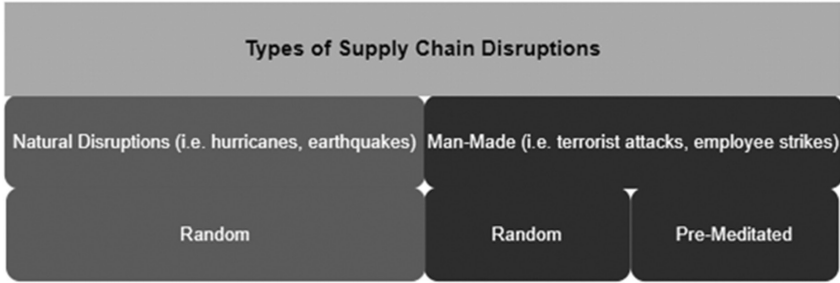 Types of Supply Chain Disruptions
Natural Disruptions (i.e. hurricanes, earthquakes)
Man-Made (i.e. terrorist attacks, employee strikes)
Random
Random
Pre-Meditated